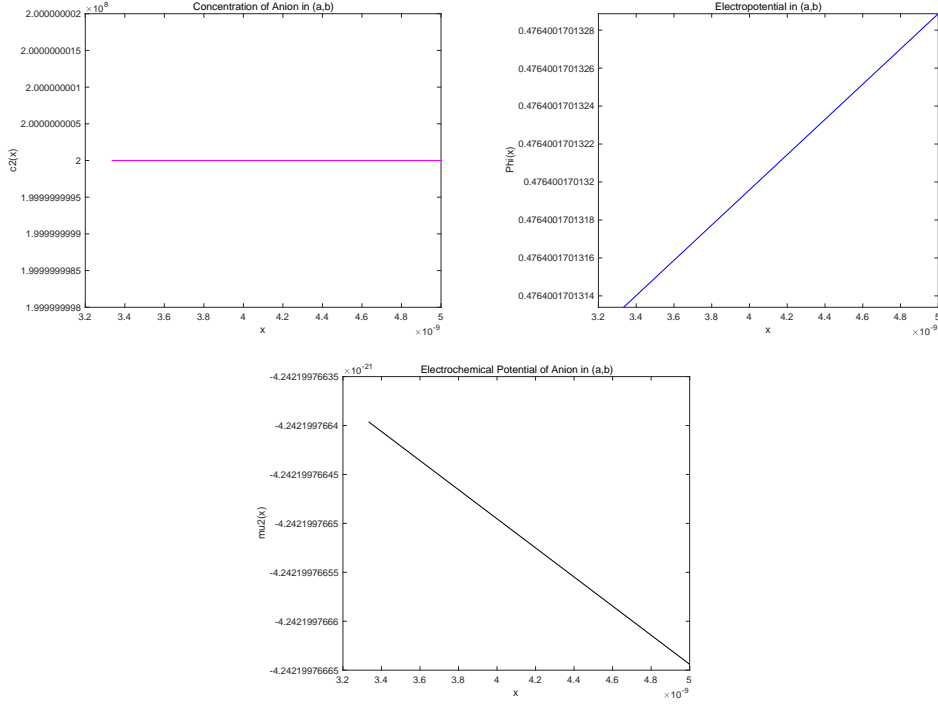 Concentration of Anion in (a,b)
×10^8
2.000000002
2.0000000015
2.000000001
2.0000000005
2
1.9999999995
1.999999999
1.9999999985
1.999999998
c2(x)
3.2 3.4 3.6 3.8 4 4.2 4.4 4.6 4.8 5
x
×10^-9
Electropotential in (a,b)
0.4764001701328
0.4764001701326
0.4764001701324
0.4764001701322
0.476400170132
0.4764001701318
0.4764001701316
0.4764001701314
Phi(x)
3.2 3.4 3.6 3.8 4 4.2 4.4 4.6 4.8 5
x
×10^-9
Electrochemical Potential of Anion in (a,b)
×10^-21
-4.24219976635
-4.2421997664
-4.24219976645
-4.2421997665
-4.24219976655
-4.2421997666
-4.24219976665
mu2(x)
3.2 3.4 3.6 3.8 4 4.2 4.4 4.6 4.8 5
x
×10^-9